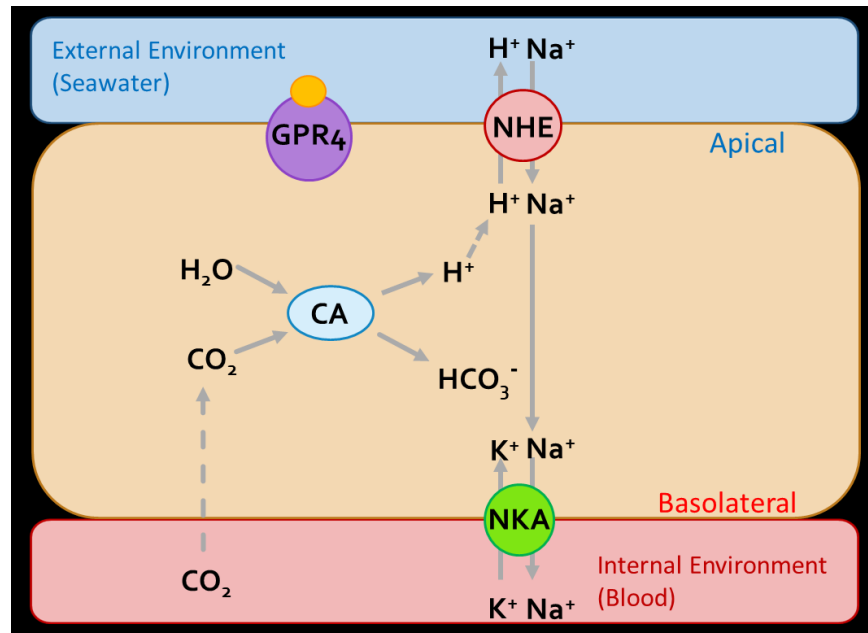 External Environment
(Seawater)
H⁺ Na⁺
GPR4
NHE
Apical
H⁺ Na⁺
H₂O
H⁺
CA
CO₂
HCO₃⁻
K⁺ Na⁺
Basolateral
NKA
Internal Environment
(Blood)
CO₂
K⁺ Na⁺